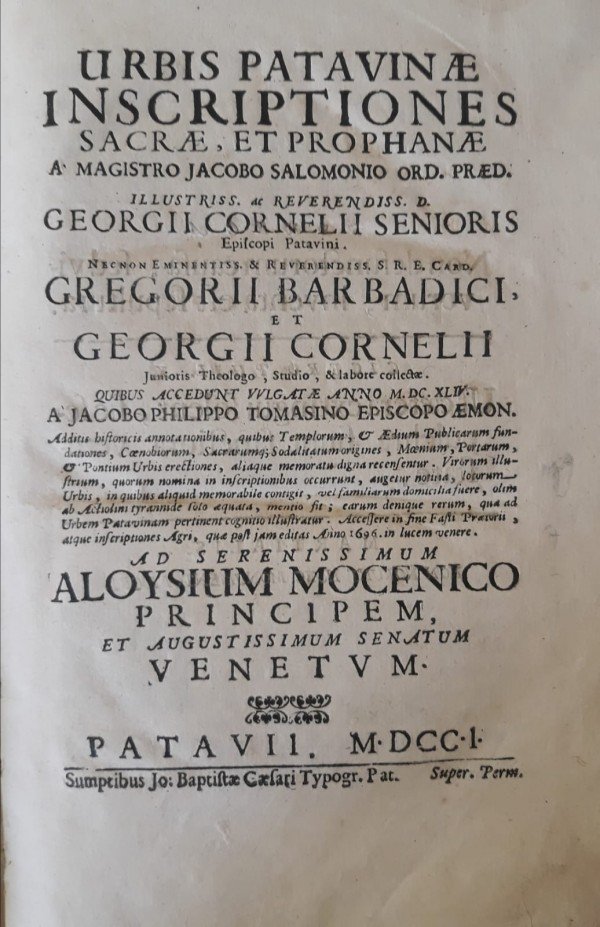 URBIS PATAVINÆ
INSCRIPTIONES
SACRÆ, ET PROPHANÆ
A' MAGISTRO JACOBO SALOMONIO ORD. PRÆD.
ILLUSTRISS. ac REVERENDISS. D.
GEORGII CORNELII SENIORIS
Epiſcopi Patavini.
NECNON EMINENTISS. & REVERENDISS. S. R. E. CARD.
GREGORII BARBADICI,
ET
GEORGII CORNELII
Junioris Theologo, Studio, & labore collectæ.
QUIBUS ACCEDUNT VVLGATÆ ANNO M. DC. XLIV.
A' JACOBO PHILIPPO TOMASINO EPISCOPO ÆMON.
Additis hiſtoricis annotationibus, quibus Templorum, & Ædium Publicarum fun-
dationes, Cœnobiorum, Sacrarumq; Sodalitatum origines, Mœnium, Portarum,
& Pontium Urbis erectiones, aliaque memoratu digna recenſentur. Virorum illu-
ſtrium, quorum nomina in inſcriptionibus occurrunt, augetur notitia, locorum
Urbis, in quibus aliquid memorabile contigit, vel familiarum domicilia fuere, olim
ab Acciolini tyrannide ſolo æquata, mentio fit; earum denique rerum, quæ ad
Urbem Patavinam pertinent cognitio illuſtratur. Acceſſere in fine Faſti Prætorii,
atque inſcriptiones Agri, quæ poſt jam editas Anno 1696. in lucem venere.
AD SERENISSIMUM
ALOYSIUM MOCENICO
PRINCIPEM,
ET AUGUSTISSIMUM SENATUM
VENETVM.
PATAVII. M·DCC·I·
Sumptibus Jo: Baptiſtæ Cæſari Typogr. Pat. Super. Perm.